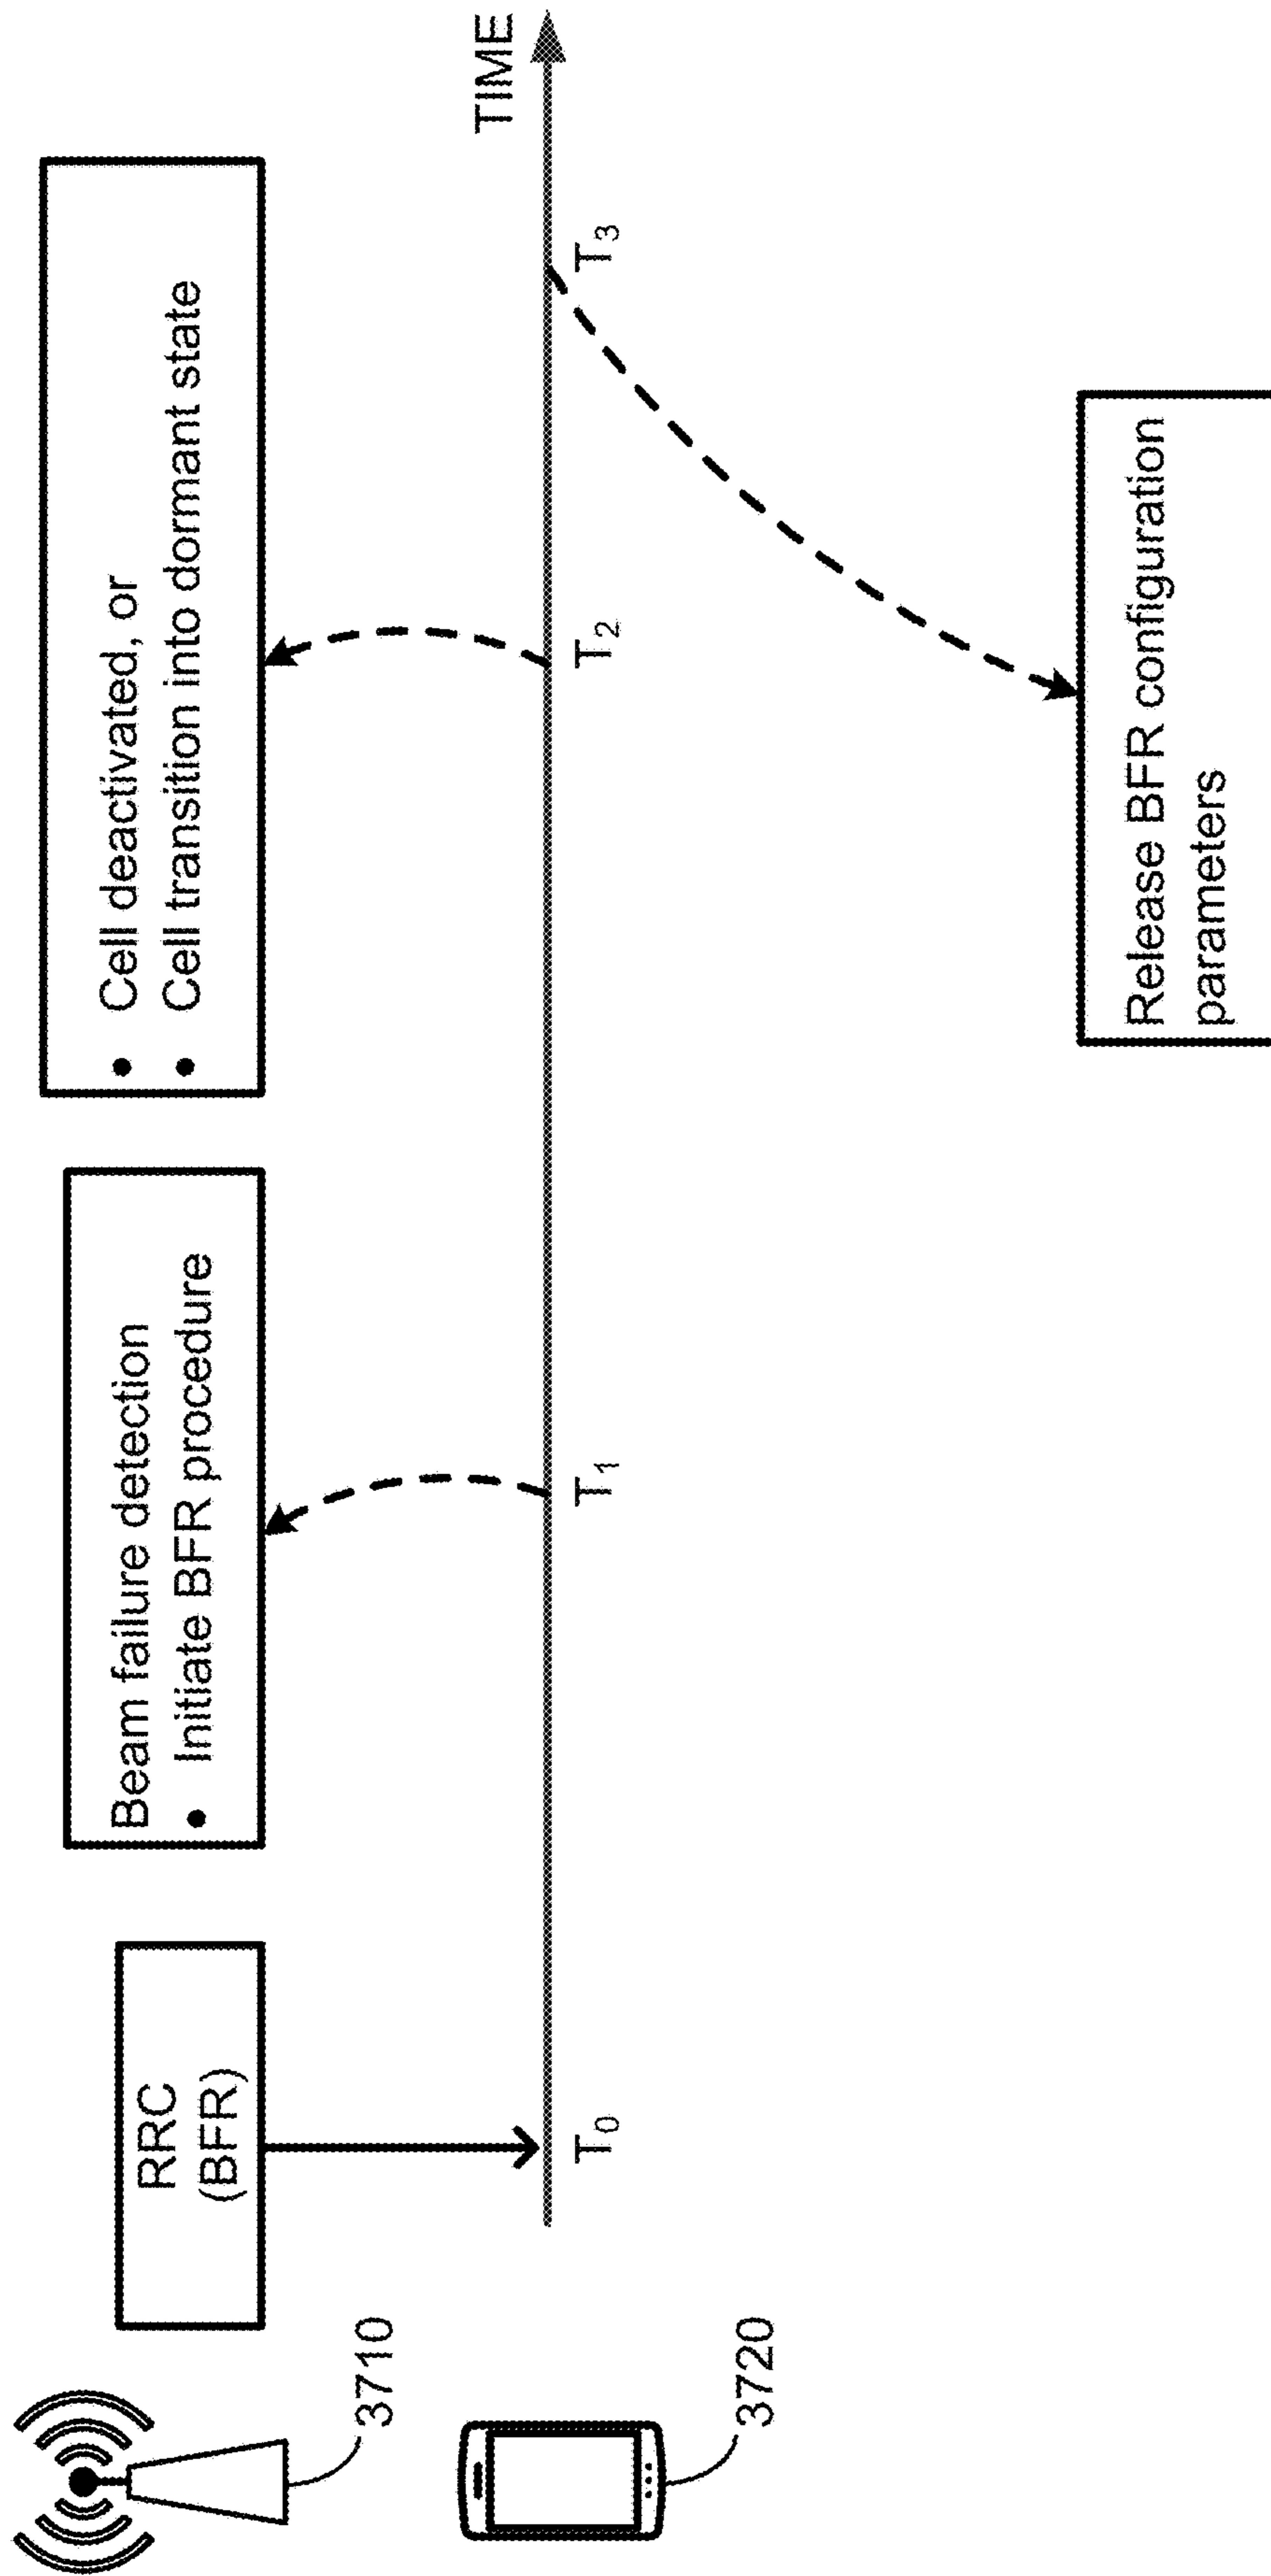 RRC
(BFR)
Beam failure detection
• Initiate BFR procedure
• Cell deactivated, or
• Cell transition into dormant state
3710
3720
T0
T1
T2
T3
TIME
Release BFR configuration
parameters